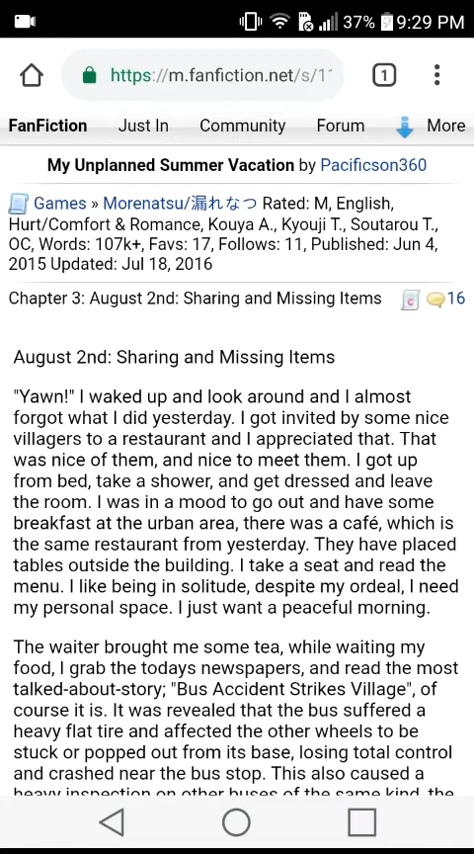 37% 9:29 PM
https://m.fanfiction.net/s/1 1
FanFiction Just In Community Forum More
My Unplanned Summer Vacation by Pacificson360
Games » Morenatsu/漏れなつ Rated: M, English,
Hurt/Comfort & Romance, Kouya A., Kyouji T., Soutarou T.,
OC, Words: 107k+, Favs: 17, Follows: 11, Published: Jun 4,
2015 Updated: Jul 18, 2016
Chapter 3: August 2nd: Sharing and Missing Items c 16
August 2nd: Sharing and Missing Items
"Yawn!" I waked up and look around and I almost
forgot what I did yesterday. I got invited by some nice
villagers to a restaurant and I appreciated that. That
was nice of them, and nice to meet them. I got up
from bed, take a shower, and get dressed and leave
the room. I was in a mood to go out and have some
breakfast at the urban area, there was a café, which is
the same restaurant from yesterday. They have placed
tables outside the building. I take a seat and read the
menu. I like being in solitude, despite my ordeal, I need
my personal space. I just want a peaceful morning.
The waiter brought me some tea, while waiting my
food, I grab the todays newspapers, and read the most
talked-about-story; "Bus Accident Strikes Village", of
course it is. It was revealed that the bus suffered a
heavy flat tire and affected the other wheels to be
stuck or popped out from its base, losing total control
and crashed near the bus stop. This also caused a
heavy inspection on other buses of the same kind, the